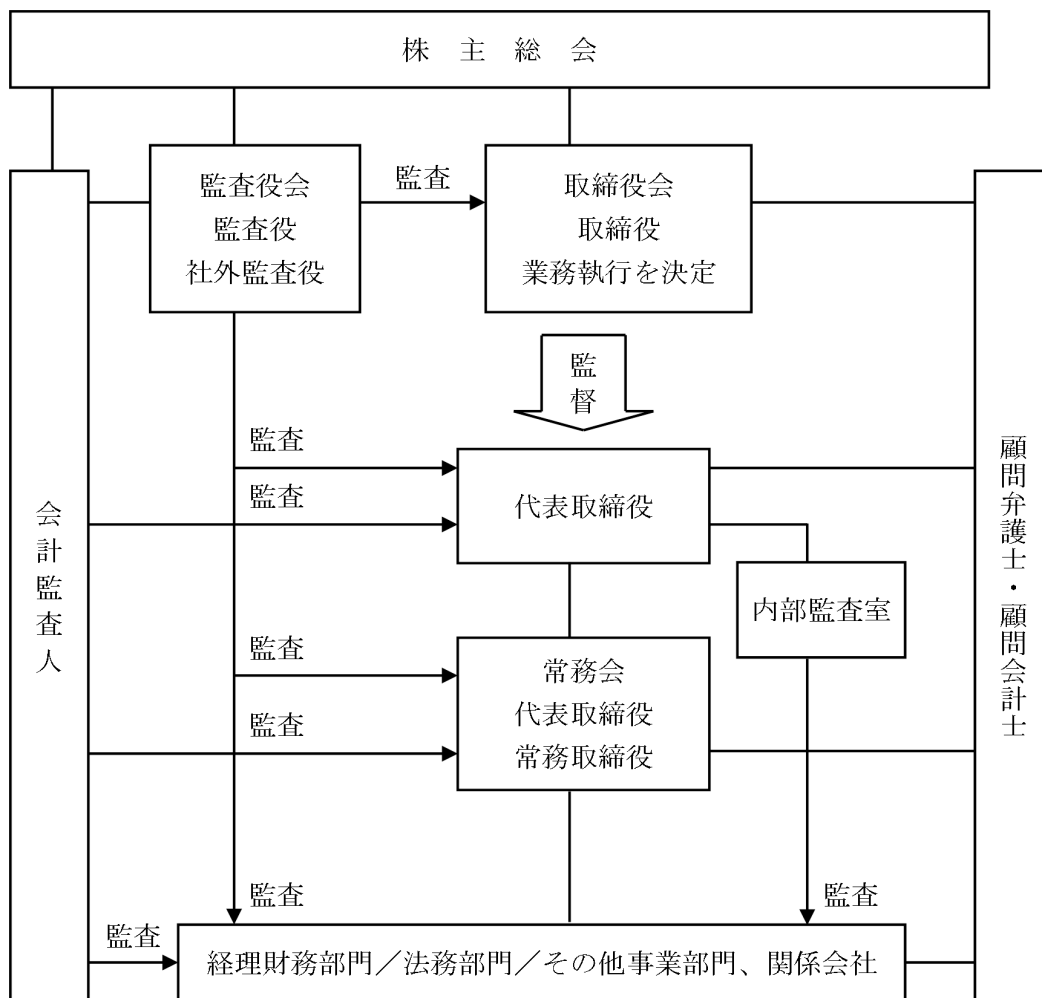 株主総会
監査役会
監査役
社外監査役
監査
取締役会
取締役
業務執行を決定
監督
監査
監査
代表取締役
内部監査室
監査
監査
常務会
代表取締役
常務取締役
会計監査人
顧問弁護士・顧問会計士
監査
監査
監査
経理財務部門／法務部門／その他事業部門、関係会社